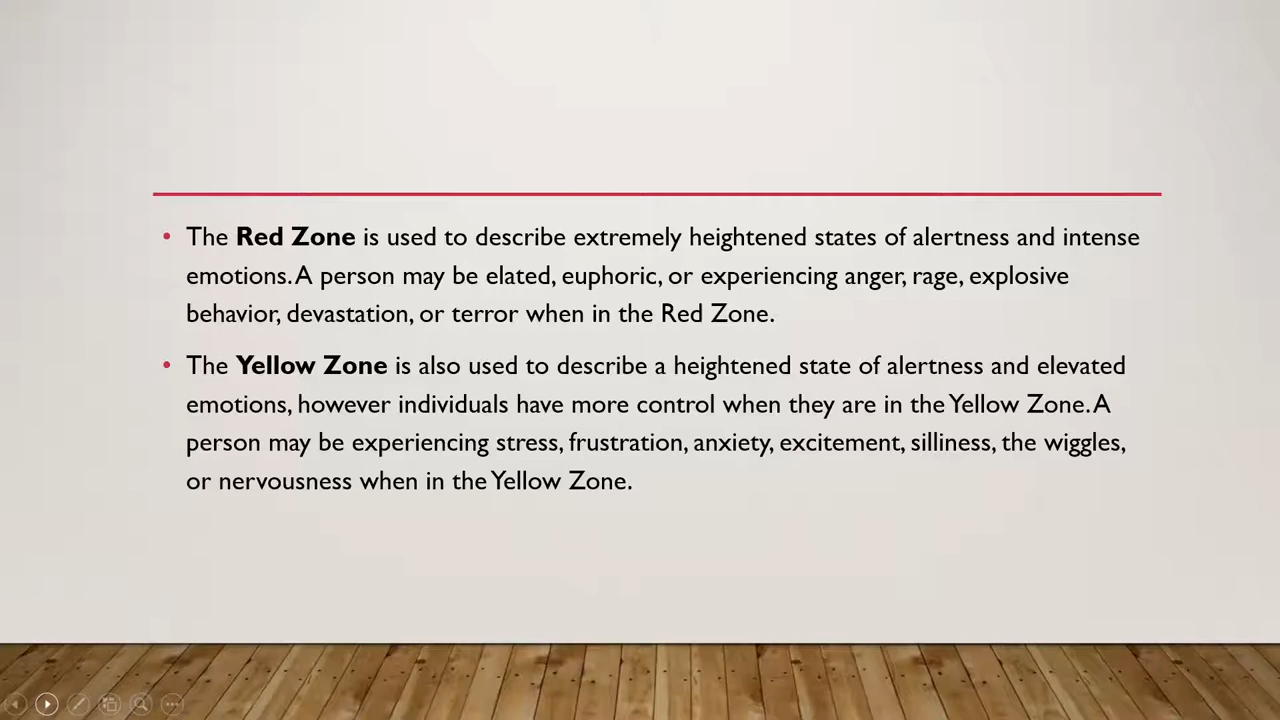 • The Red Zone is used to describe extremely heightened states of alertness and intense
emotions. A person may be elated, euphoric, or experiencing anger, rage, explosive
behavior, devastation, or terror when in the Red Zone.
• The Yellow Zone is also used to describe a heightened state of alertness and elevated
emotions, however individuals have more control when they are in the Yellow Zone. A
person may be experiencing stress, frustration, anxiety, excitement, silliness, the wiggles,
or nervousness when in the Yellow Zone.